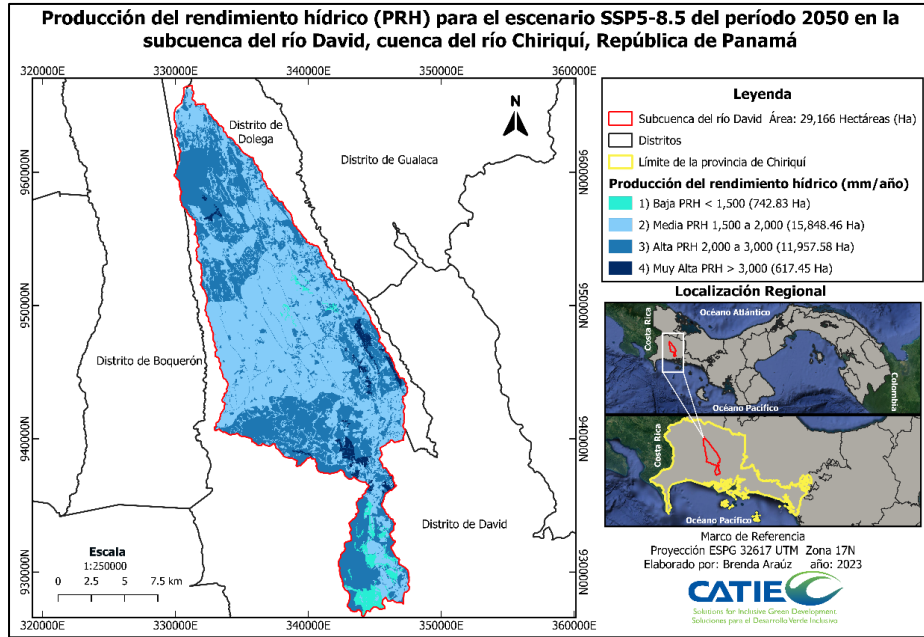 Producción del rendimiento hídrico (PRH) para el escenario SSP5-8.5 del período 2050 en la
subcuenca del río David, cuenca del río Chiriquí, República de Panamá
320000E
330000E
340000E
350000E
360000E
960000N
950000N
940000N
930000N
Distrito de
Dolega
Distrito de Gualaca
Distrito de Boquerón
Distrito de David
N
Escala
1:250000
0 2.5 5 7.5 km
320000E
330000E
340000E
350000E
360000E
960000N
950000N
940000N
930000N
Leyenda
Subcuenca del río David Área: 29,166 Hectáreas (Ha)
Distritos
Límite de la provincia de Chiriquí
Producción del rendimiento hídrico (mm/año)
1) Baja PRH < 1,500 (742.83 Ha)
2) Media PRH 1,500 a 2,000 (15,848.46 Ha)
3) Alta PRH 2,000 a 3,000 (11,957.58 Ha)
4) Muy Alta PRH > 3,000 (617.45 Ha)
Localización Regional
Océano Atlántico
Costa Rica
Colombia
Océano Pacífico
Costa Rica
Océano Pacífico
Marco de Referencia
Proyección ESPG 32617 UTM Zona 17N
Elaborado por: Brenda Araúz año: 2023
CATIE
Solutions for Inclusive Green Development
Soluciones para el Desarrollo Verde Inclusivo